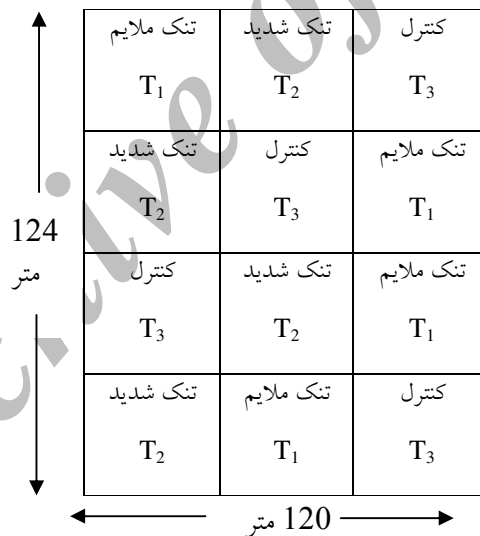 تنک ملایم تنک شدید کنترل
T₁ T₂ T₃
تنک شدید کنترل تنک ملایم
T₂ T₃ T₁
124
متر
کنترل تنک شدید تنک ملایم
T₃ T₂ T₁
تنک شدید تنک ملایم کنترل
T₂ T₁ T₃
120 متر